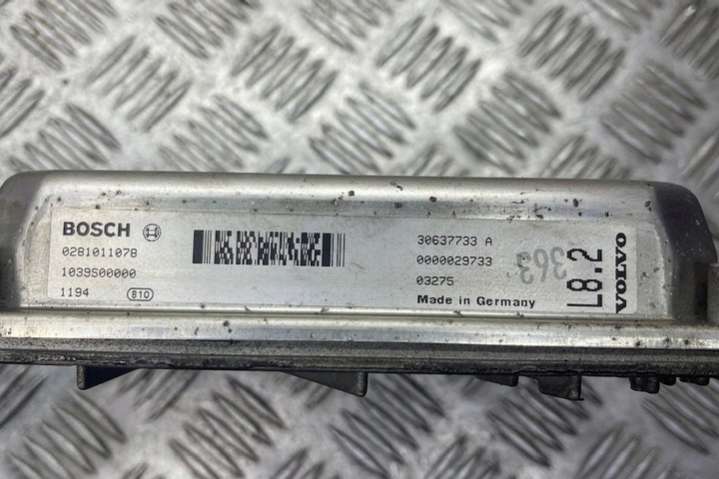 BOSCH
0281011078
1039S00000
1194 810
30637733 A
0000029733
03275
Made in Germany
363
L8.2
VOLVO